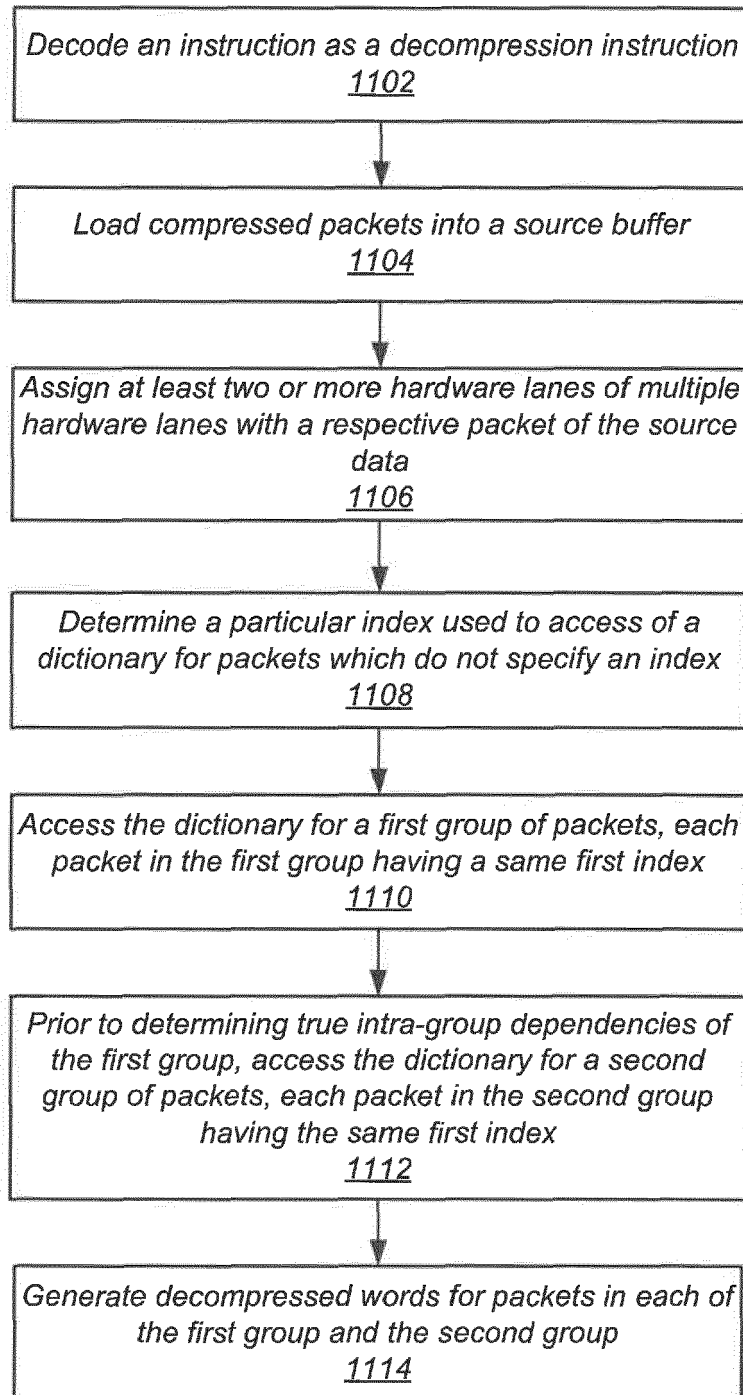 Decode an instruction as a decompression instruction
1102
Load compressed packets into a source buffer
1104
Assign at least two or more hardware lanes of multiple
hardware lanes with a respective packet of the source
data
1106
Determine a particular index used to access of a
dictionary for packets which do not specify an index
1108
Access the dictionary for a first group of packets, each
packet in the first group having a same first index
1110
Prior to determining true intra-group dependencies of
the first group, access the dictionary for a second
group of packets, each packet in the second group
having the same first index
1112
Generate decompressed words for packets in each of
the first group and the second group
1114